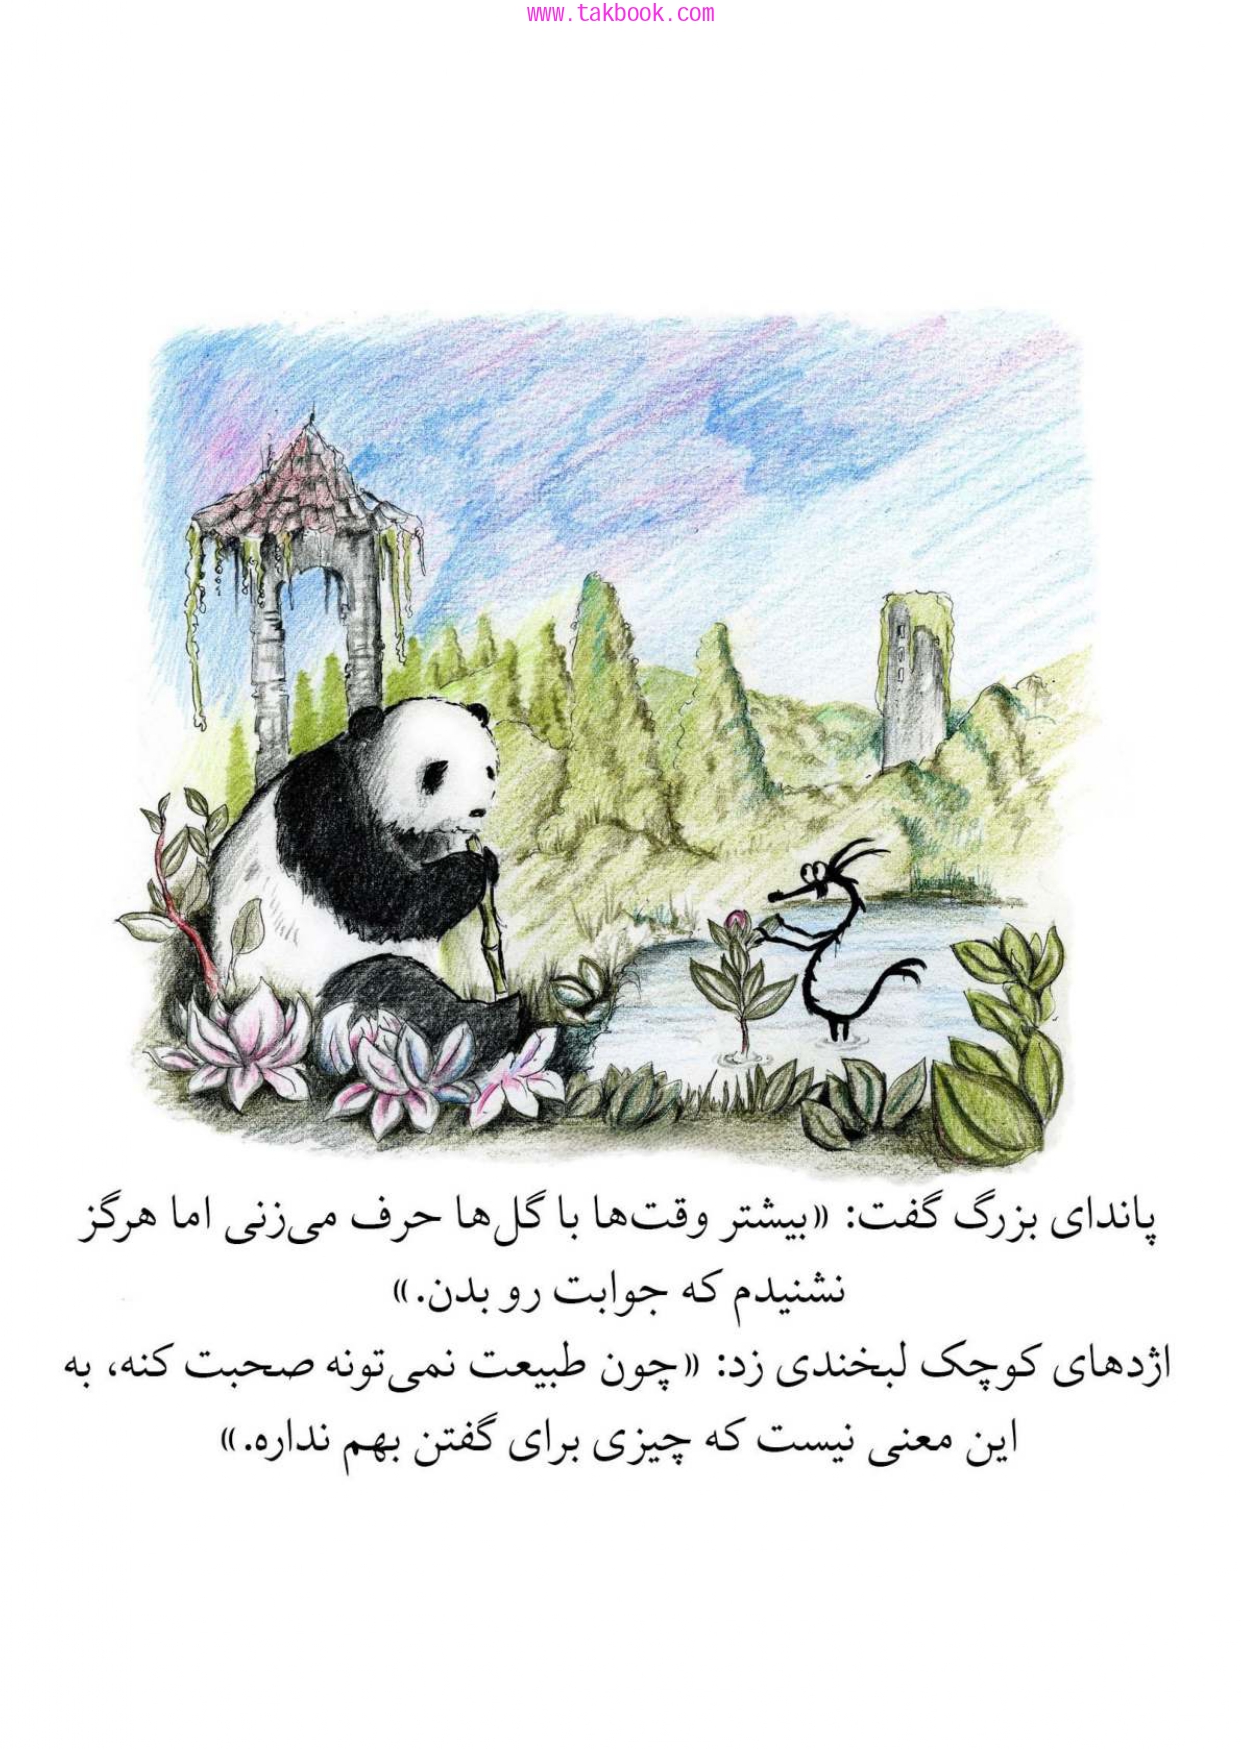 www.takbook.com
پاندای بزرگ گفت: «بیشتر وقت‌ها با گل‌ها حرف می‌زنی اما هرگز
نشنیدم که جوابت رو بدن.»
اژدهای کوچک لبخندی زد: «چون طبیعت نمی‌تونه صحبت کنه، به
این معنی نیست که چیزی برای گفتن بهم نداره.»